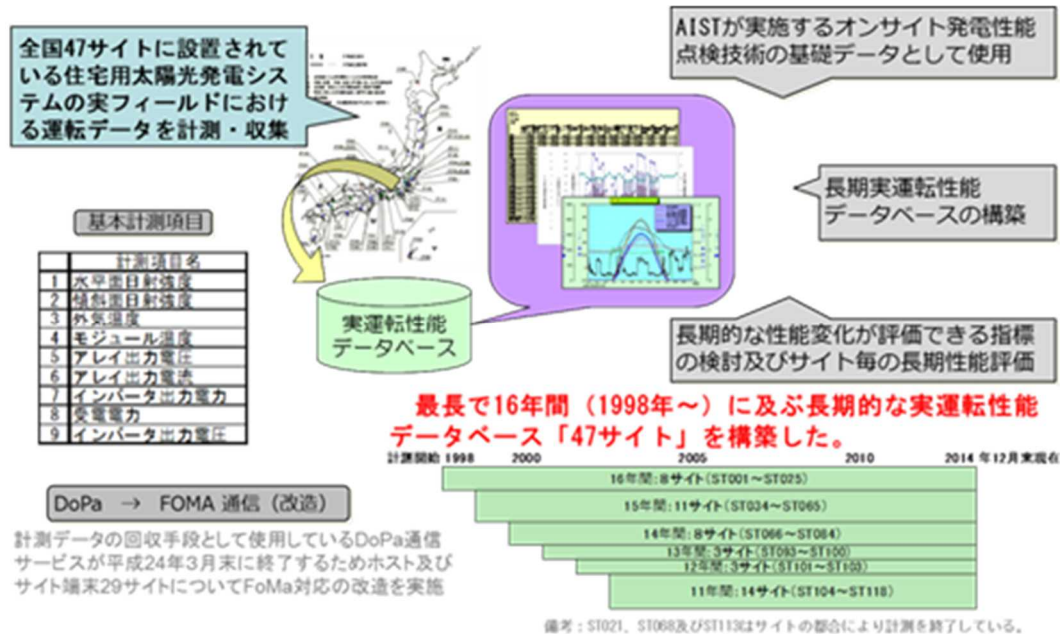 全国47サイトに設置されて
いる住宅用太陽光発電シス
テムの実フィールドにおけ
る運転データを計測・収集
AISTが実施するオンサイト発電性能
点検技術の基礎データとして使用
長期実運転性能
データベースの構築
基本計測項目
計測項目名
1 水平面日射強度
2 傾斜面日射強度
3 外気温度
4 モジュール温度
5 アレイ出力電圧
6 アレイ出力電流
7 インバータ出力電力
8 受電電力
9 インバータ出力電圧
実運転性能
データベース
長期的な性能変化が評価できる指標
の検討及びサイト毎の長期性能評価
最長で16年間（1998年～）に及ぶ長期的な実運転性能
データベース「47サイト」を構築した。
計測開始 1998 2000 2005 2010 2014 年12月末現在
16年間：8サイト(ST001～ST025)
15年間：11サイト(ST034～ST065)
14年間：8サイト(ST066～ST084)
13年間：3サイト(ST093～ST100)
12年間：3サイト(ST101～ST103)
11年間：14サイト(ST104～ST118)
DoPa → FOMA 通信（改造）
計測データの回収手段として使用しているDoPa通信
サービスが平成24年3月末に終了するためホスト及び
サイト端末29サイトについてFoMa対応の改造を実施
備考：ST021、ST068及びST113はサイトの都合により計測を終了している。